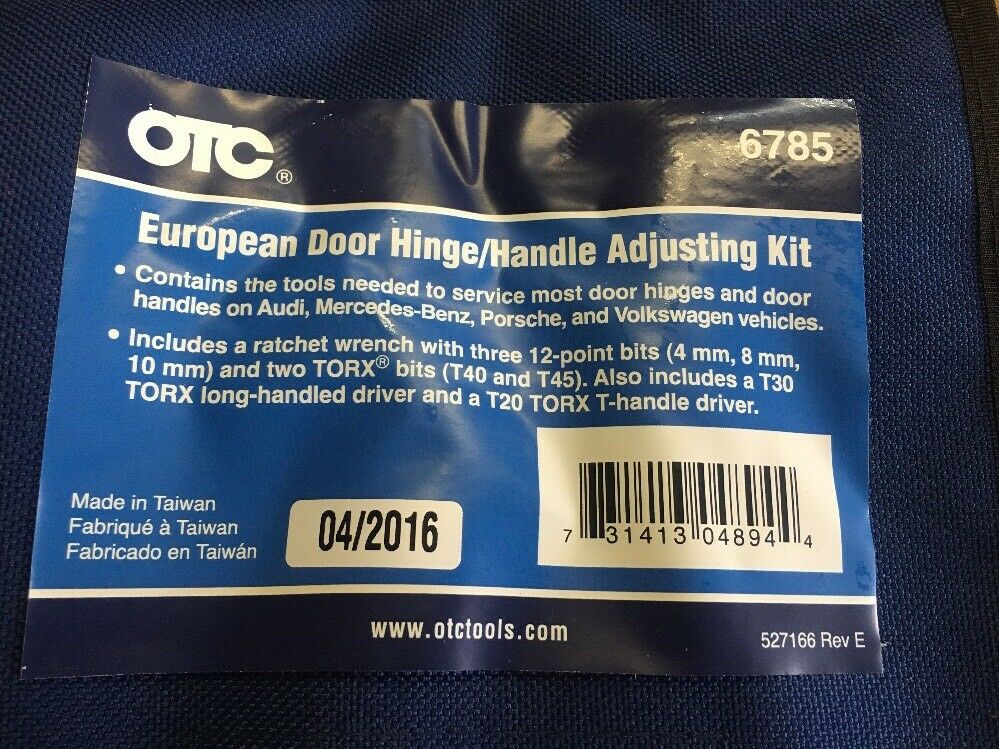 OTC®
6785
European Door Hinge/Handle Adjusting Kit
• Contains the tools needed to service most door hinges and door
handles on Audi, Mercedes-Benz, Porsche, and Volkswagen vehicles.
• Includes a ratchet wrench with three 12-point bits (4 mm, 8 mm,
10 mm) and two TORX® bits (T40 and T45). Also includes a T30
TORX long-handled driver and a T20 TORX T-handle driver.
Made in Taiwan
Fabriqué à Taiwan
Fabricado en Taiwán
04/2016
7 31413 04894 4
www.otctools.com
527166 Rev E